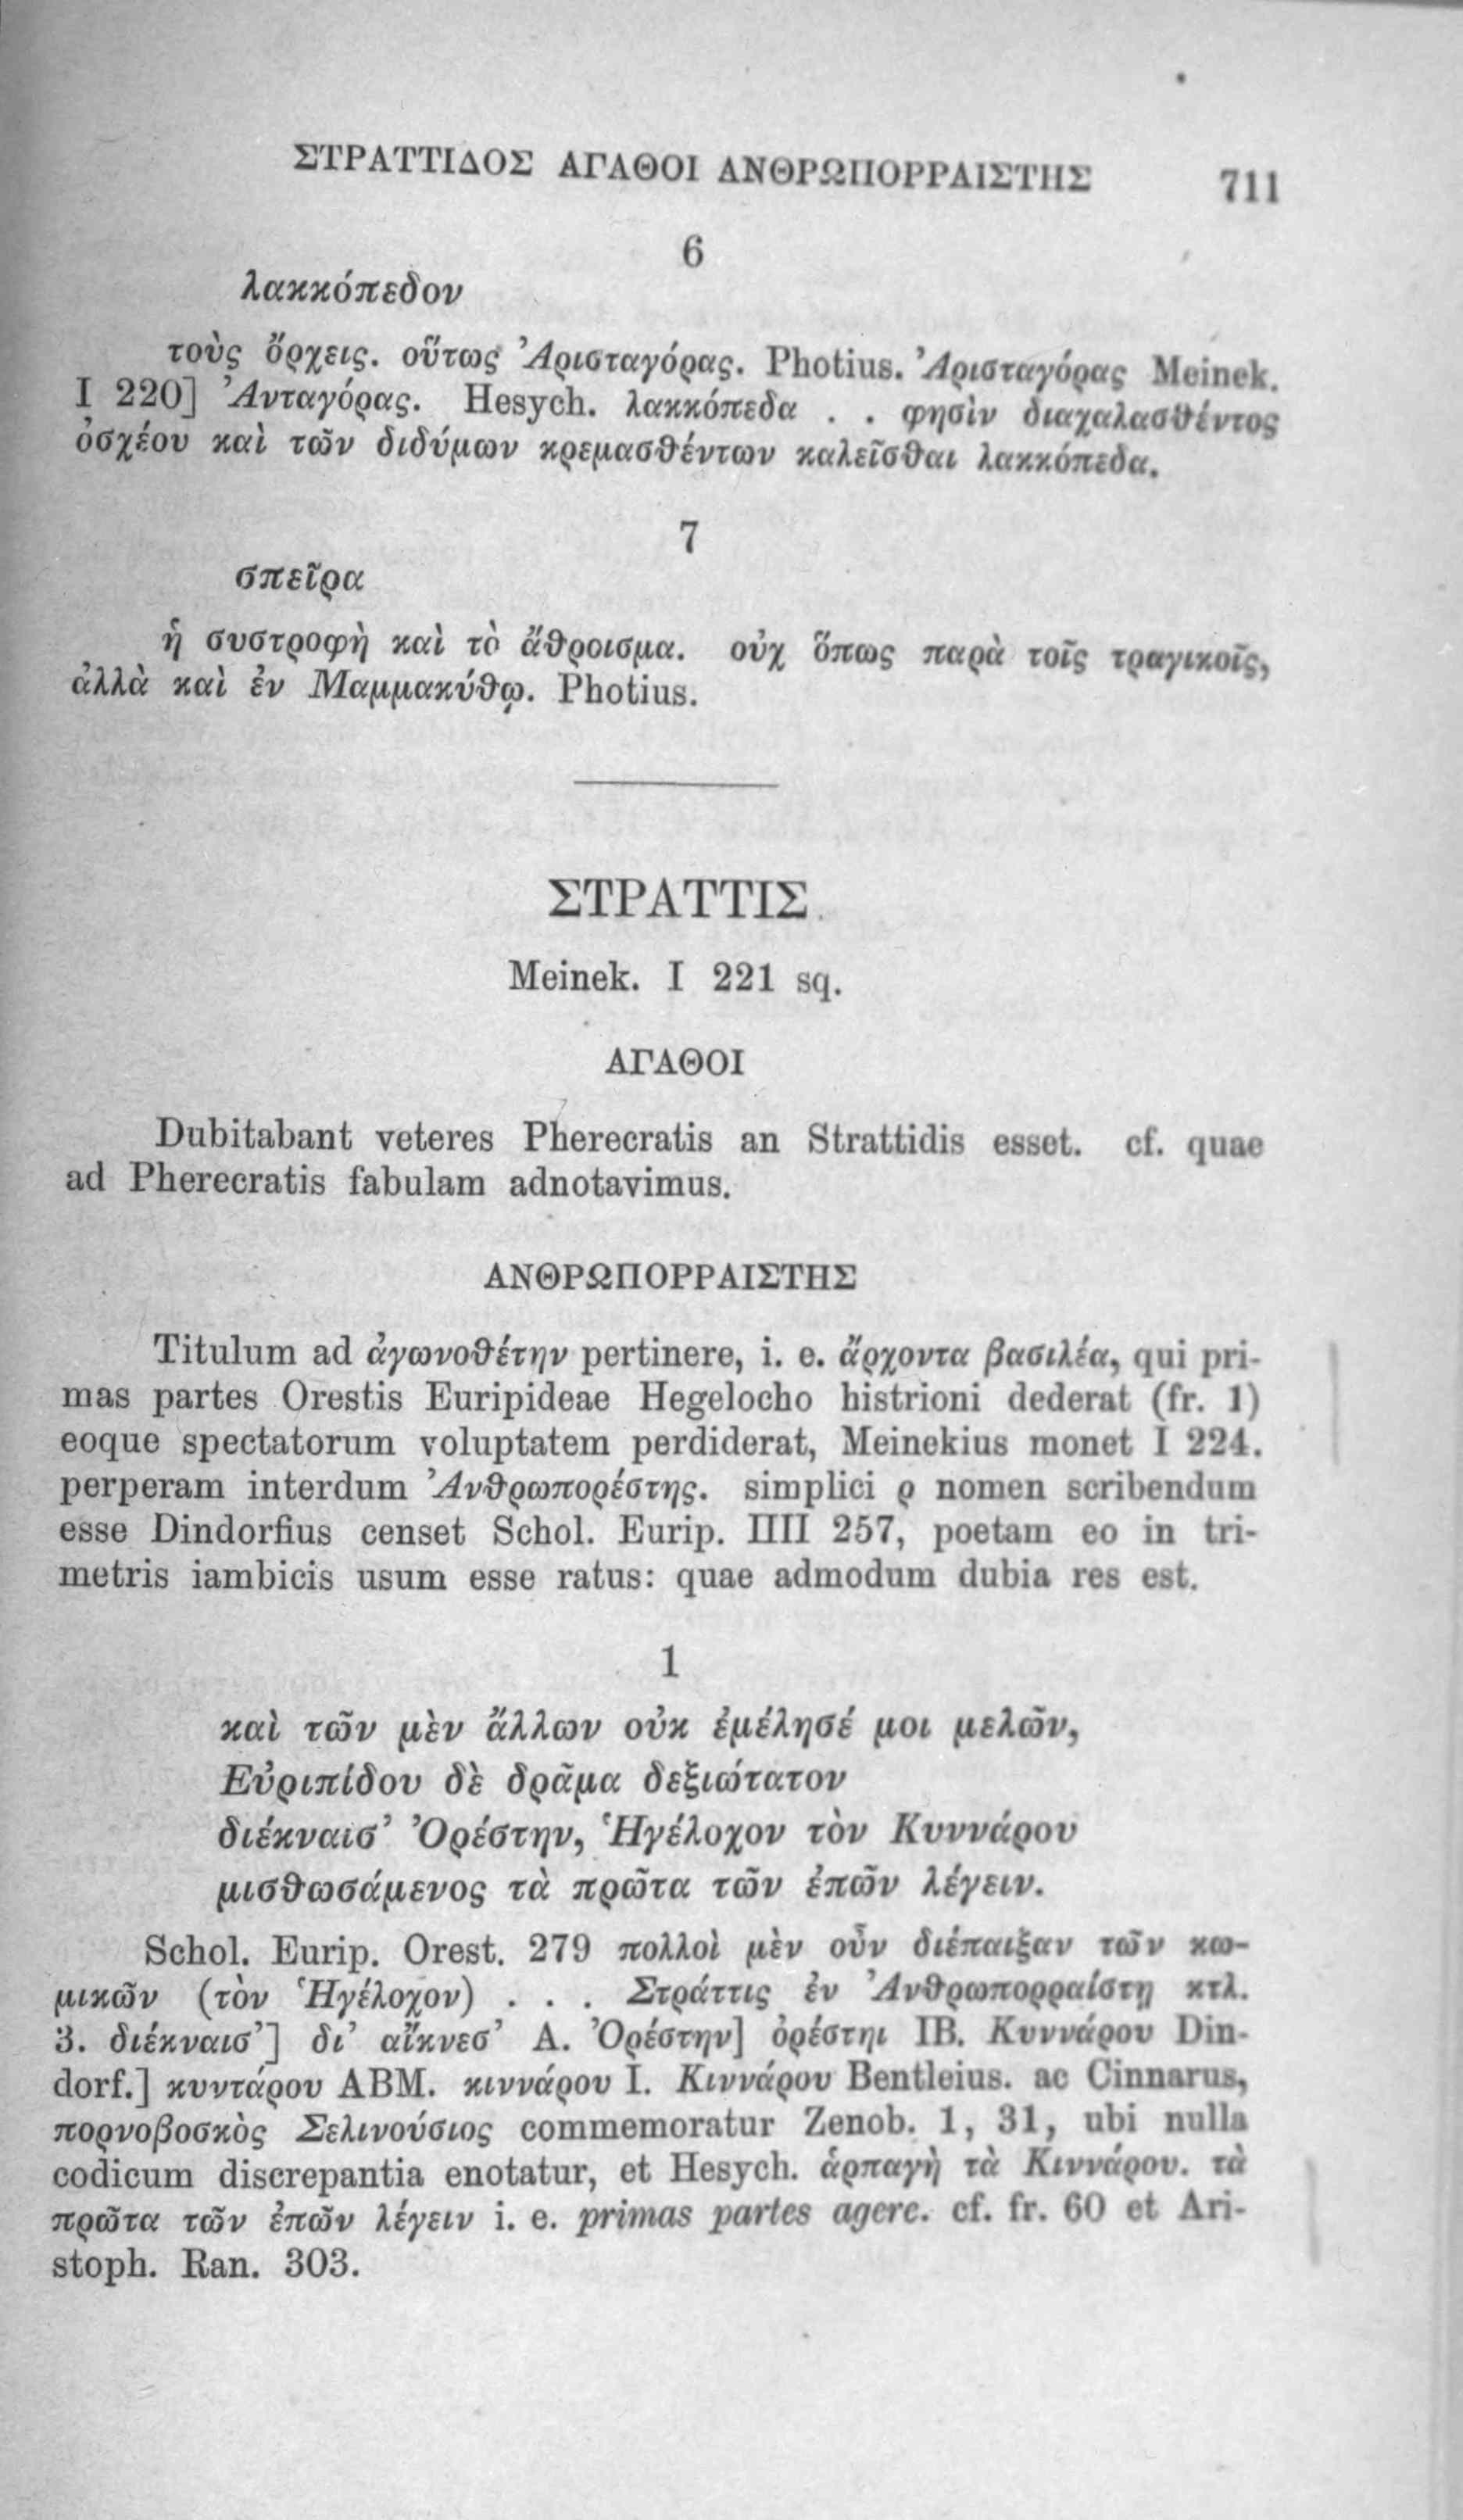 ΣΤΡΑΤΤΙΔΟΣ ΑΓΑΘΟΙ ΑΝΘΡΩΠΟΡΡΑΙΣΤΗΣ 711
6
λακκόπεδον
τοὺς ὄρχεις. οὕτως Ἀρισταγόρας. Photius. Ἀρισταγόρας Meinek.
I 220] Ἀνταγόρας. Hesych. λακκόπεδα . . φησὶν διαχαλασθέντος
ὀσχέου καὶ τῶν διδύμων κρεμασθέντων καλεῖσθαι λακκόπεδα.
7
σπεῖρα
ἡ συστροφὴ καὶ τὸ ἄθροισμα. οὐχ ὅπως παρὰ τοῖς τραγικοῖς,
ἀλλὰ καὶ ἐν Μαμμακύθῳ. Photius.
ΣΤΡΑΤΤΙΣ
Meinek. I 221 sq.
ΑΓΑΘΟΙ
Dubitabant veteres Pherecratis an Strattidis esset. cf. quae
ad Pherecratis fabulam adnotavimus.
ΑΝΘΡΩΠΟΡΡΑΙΣΤΗΣ
Titulum ad ἀγωνοθέτην pertinere, i. e. ἄρχοντα βασιλέα, qui pri-
mas partes Orestis Euripideae Hegelocho histrioni dederat (fr. 1)
eoque spectatorum voluptatem perdiderat, Meinekius monet I 224.
perperam interdum Ἀνθρωπορέστης. simplici ρ nomen scribendum
esse Dindorfius censet Schol. Eurip. IIII 257, poetam eo in tri-
metris iambicis usum esse ratus: quae admodum dubia res est.
1
καὶ τῶν μὲν ἄλλων οὐκ ἐμέλησέ μοι μελῶν,
Εὐριπίδου δὲ δρᾶμα δεξιώτατον
διέκναισ’ Ὀρέστην, Ἡγέλοχον τὸν Κυννάρου
μισθωσάμενος τὰ πρῶτα τῶν ἐπῶν λέγειν.
Schol. Eurip. Orest. 279 πολλοὶ μὲν οὖν διέπαιξαν τῶν κω-
μικῶν (τὸν Ἡγέλοχον) . . . Στράττις ἐν Ἀνθρωπορραίστῃ κτλ.
3. διέκναισ’] δι’ αἴκνεσ’ A. Ὀρέστην] ὀρέστηι IB. Κυννάρου Din-
dorf.] κυντάρου ABM. κιννάρου I. Κιννάρου Bentleius. ac Cinnarus,
πορνοβοσκὸς Σελινούσιος commemoratur Zenob. 1, 31, ubi nulla
codicum discrepantia enotatur, et Hesych. ἁρπαγὴ τὰ Κιννάρου. τὰ
πρῶτα τῶν ἐπῶν λέγειν i. e. primas partes agere. cf. fr. 60 et Ari-
stoph. Ran. 303.